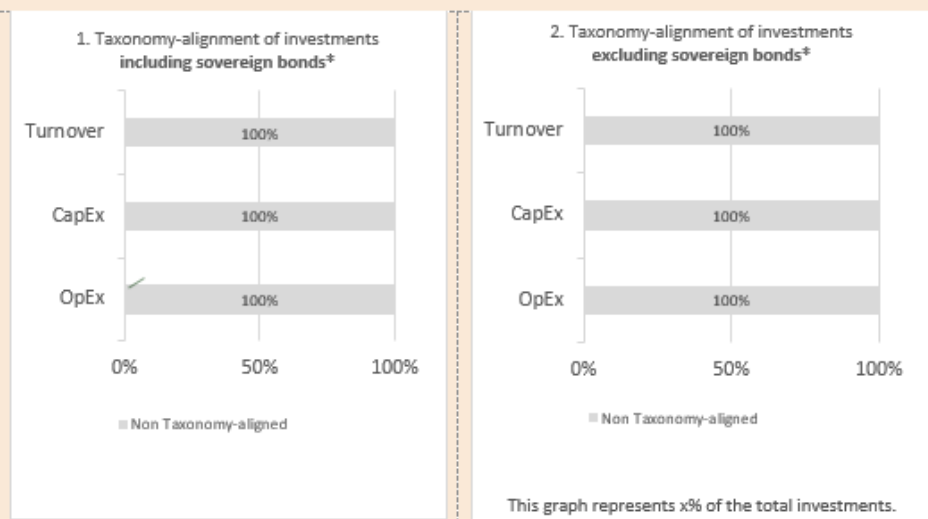 1. Taxonomy-alignment of investments
including sovereign bonds*
Turnover
100%
CapEx
100%
OpEx
100%
0% 50% 100%
Non Taxonomy-aligned
2. Taxonomy-alignment of investments
excluding sovereign bonds*
Turnover
100%
CapEx
100%
OpEx
100%
0% 50% 100%
Non Taxonomy-aligned
This graph represents x% of the total investments.